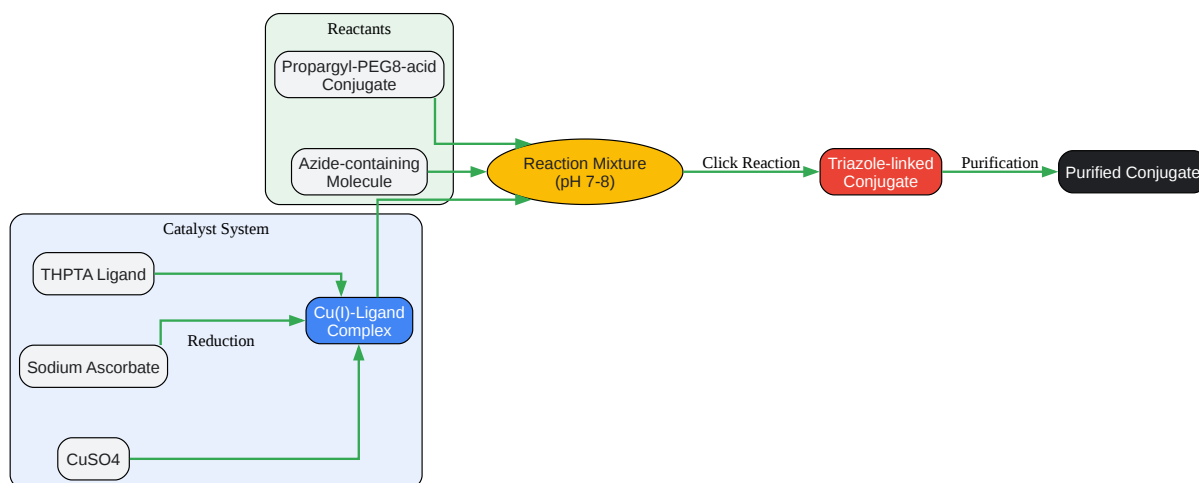 Reactants
Propargyl-PEG8-acid
Conjugate
Azide-containing
Molecule
Reaction Mixture
(pH 7-8)
Click Reaction
Triazole-linked
Conjugate
Purification
Purified Conjugate
Catalyst System
THPTA Ligand
Cu(I)-Ligand
Complex
Reduction
Sodium Ascorbate
CuSO4